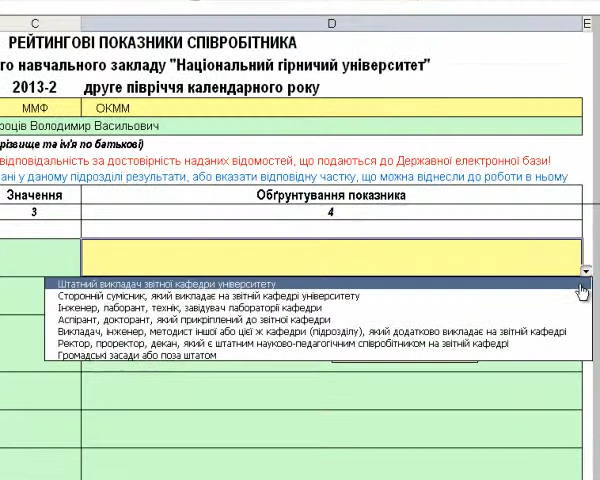 C D E
РЕЙТИНГОВІ ПОКАЗНИКИ СПІВРОБІТНИКА
го навчального закладу "Національний гірничий університет"
2013-2 друге півріччя календарного року
ММФ ОКММ
роців Володимир Васильович
різвище та ім'я по батькові)
відповідальність за достовірність наданих відомостей, що подаються до Державної електронної бази!
ані у даному підрозділі результати, або вказати відповідну частку, що можна віднести до роботи в ньому
Значення Обґрунтування показника
3 4
Штатний викладач звітної кафедри університету
Сторонній сумісник, який викладає на звітній кафедрі університету
Інженер, лаборант, технік, завідувач лабораторії кафедри
Аспірант, докторант, який прикріплений до звітної кафедри
Викладач, інженер, методист іншої або цієї ж кафедри (підрозділу), який додатково викладає на звітній кафедрі
Ректор, проректор, декан, який є штатним науково-педагогічним співробітником на звітній кафедрі
Громадські засади або поза штатом